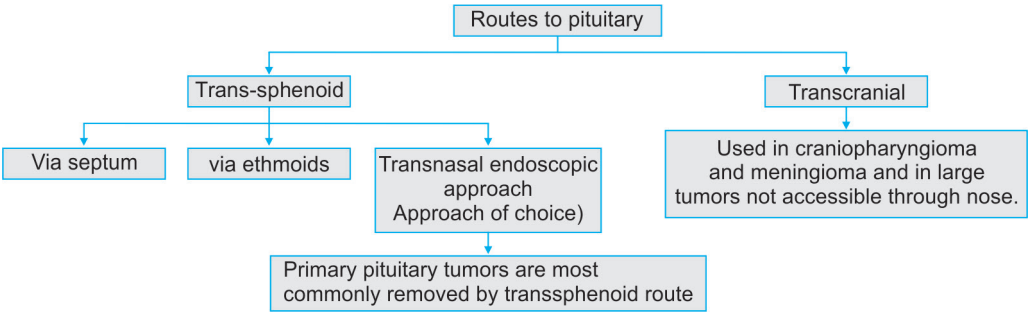 Routes to pituitary
Trans-sphenoid
Transcranial
Via septum
via ethmoids
Transnasal endoscopic
approach
Approach of choice)
Used in craniopharyngioma
and meningioma and in large
tumors not accessible through nose.
Primary pituitary tumors are most
commonly removed by transsphenoid route